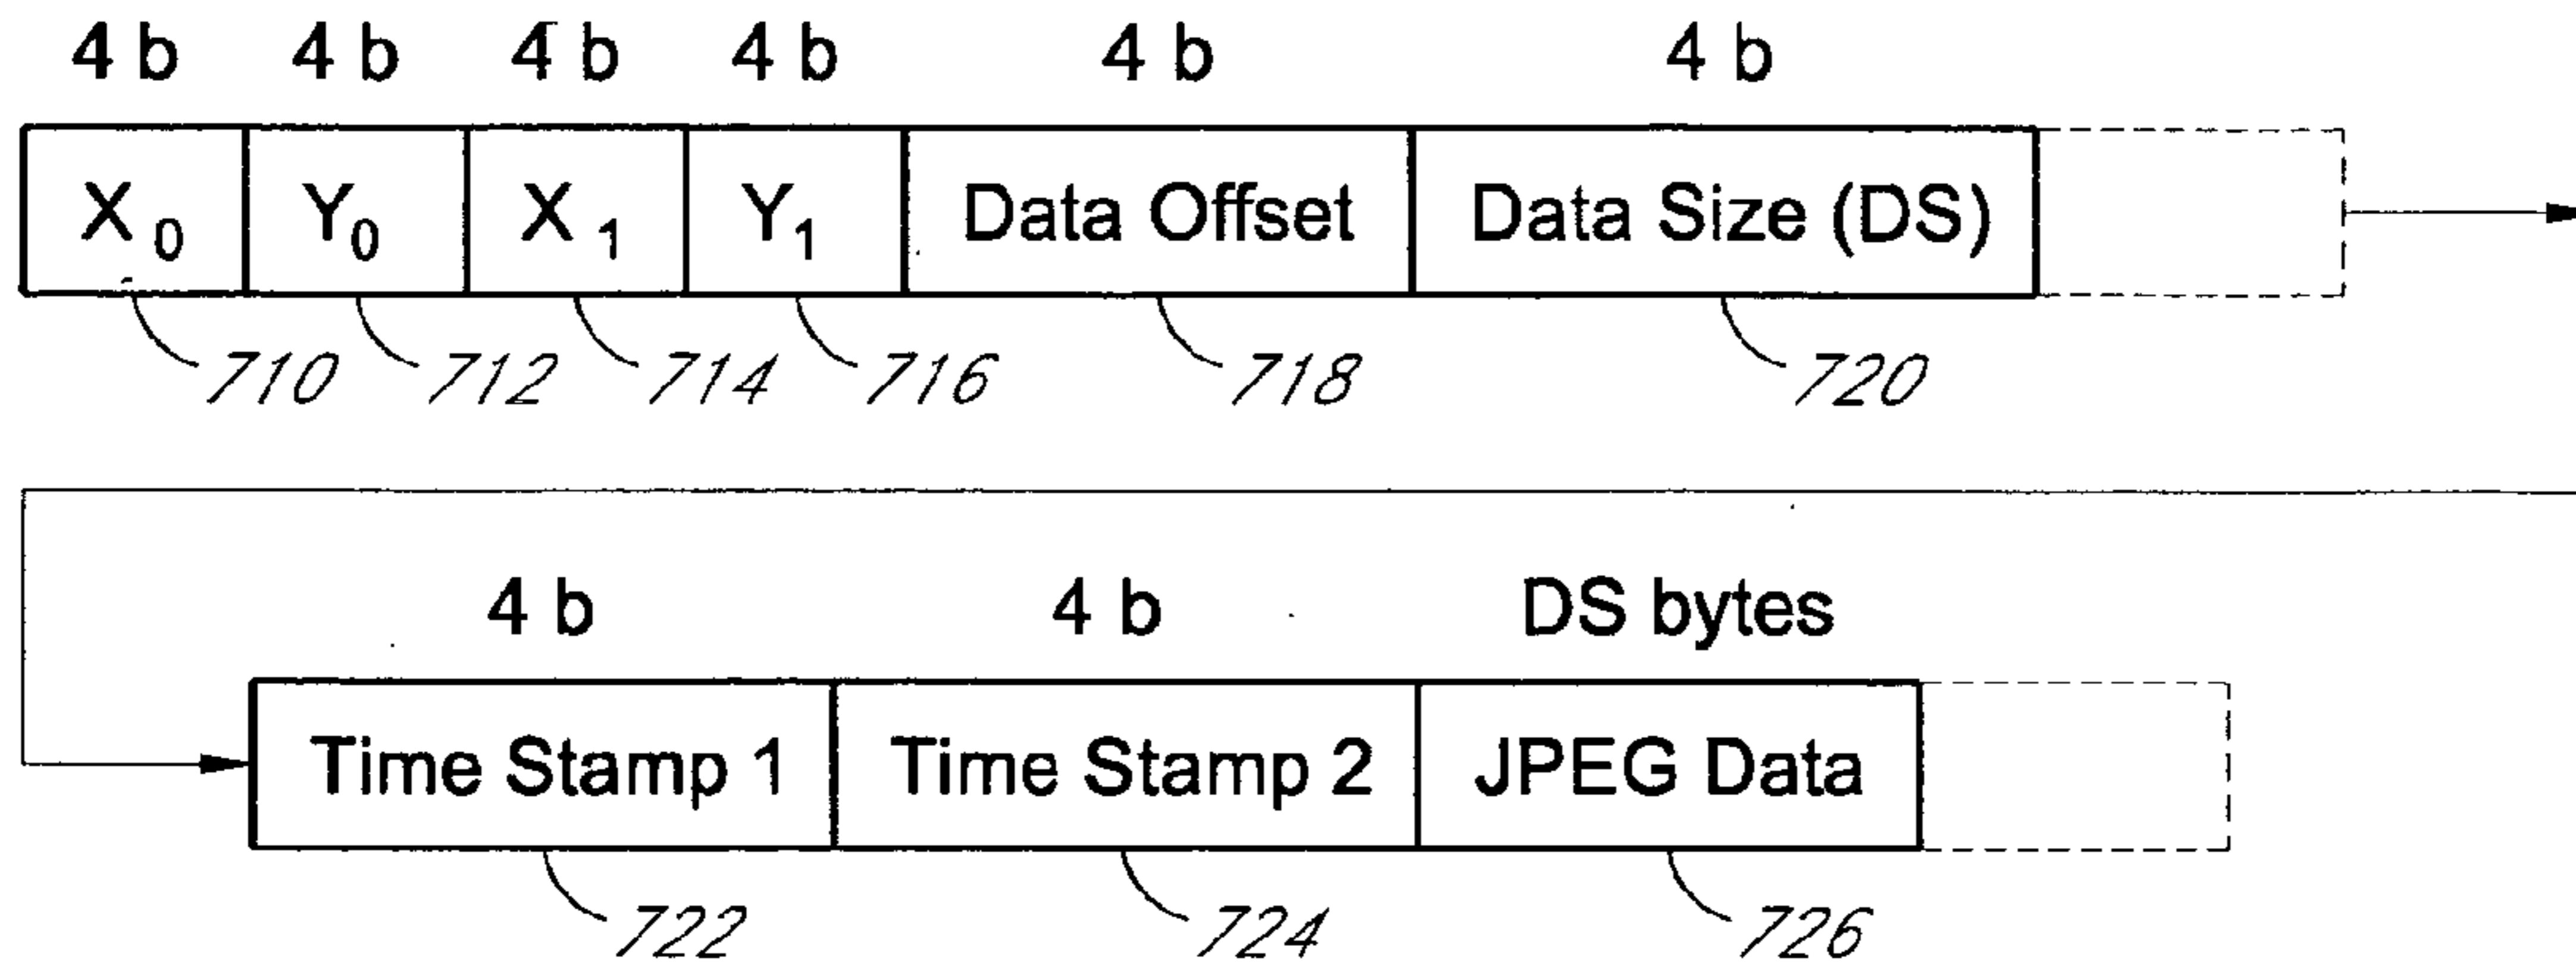 4 b 4 b 4 b 4 b 4 b 4 b
X0 Y0 X1 Y1 Data Offset Data Size (DS)
710 712 714 716 718 720
4 b 4 b DS bytes
Time Stamp 1 Time Stamp 2 JPEG Data
722 724 726